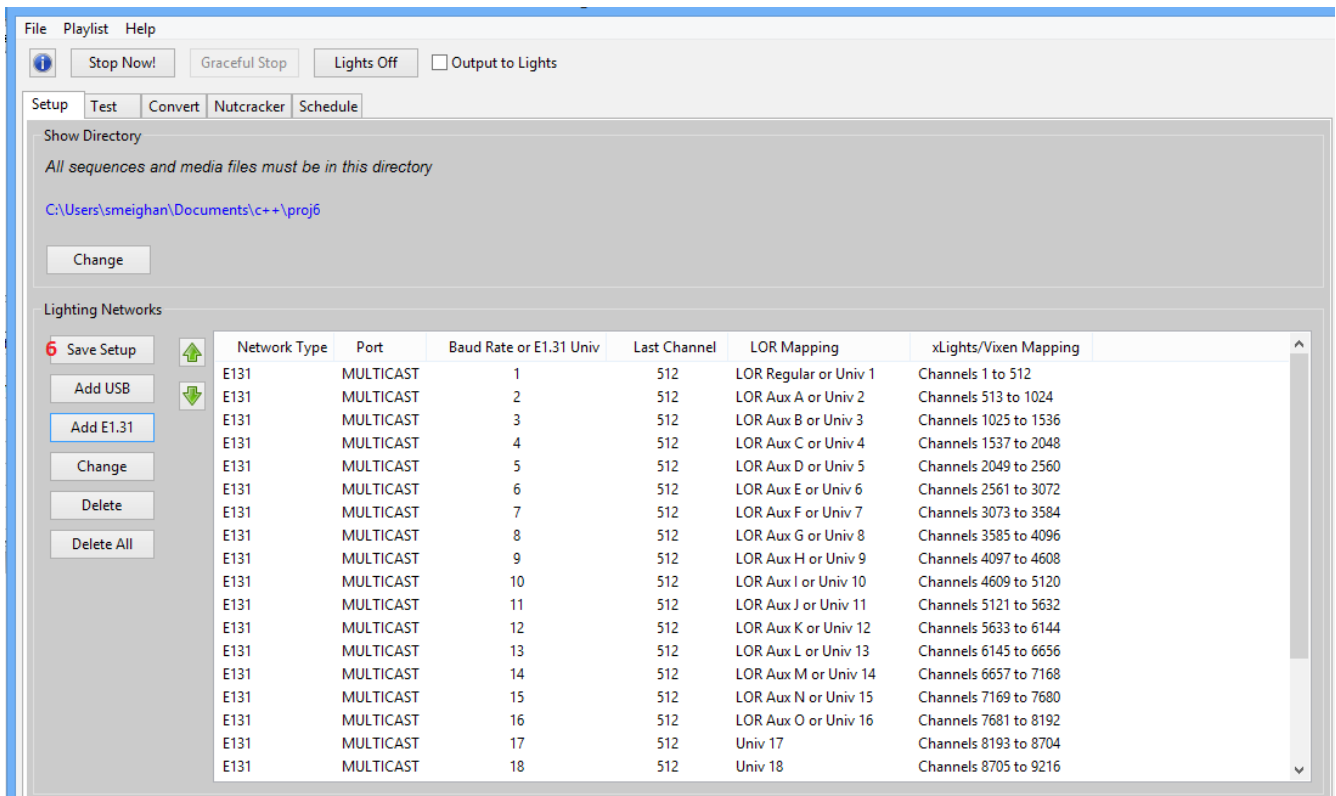 File Playlist Help
Stop Now! Graceful Stop Lights Off Output to Lights
Setup Test Convert Nutcracker Schedule
Show Directory
All sequences and media files must be in this directory
C:\Users\smeighan\Documents\c++\proj6
Change
Lighting Networks
6 Save Setup
Add USB
Add E1.31
Change
Delete
Delete All
Network Type Port Baud Rate or E1.31 Univ Last Channel LOR Mapping xLights/Vixen Mapping
E131 MULTICAST 1 512 LOR Regular or Univ 1 Channels 1 to 512
E131 MULTICAST 2 512 LOR Aux A or Univ 2 Channels 513 to 1024
E131 MULTICAST 3 512 LOR Aux B or Univ 3 Channels 1025 to 1536
E131 MULTICAST 4 512 LOR Aux C or Univ 4 Channels 1537 to 2048
E131 MULTICAST 5 512 LOR Aux D or Univ 5 Channels 2049 to 2560
E131 MULTICAST 6 512 LOR Aux E or Univ 6 Channels 2561 to 3072
E131 MULTICAST 7 512 LOR Aux F or Univ 7 Channels 3073 to 3584
E131 MULTICAST 8 512 LOR Aux G or Univ 8 Channels 3585 to 4096
E131 MULTICAST 9 512 LOR Aux H or Univ 9 Channels 4097 to 4608
E131 MULTICAST 10 512 LOR Aux I or Univ 10 Channels 4609 to 5120
E131 MULTICAST 11 512 LOR Aux J or Univ 11 Channels 5121 to 5632
E131 MULTICAST 12 512 LOR Aux K or Univ 12 Channels 5633 to 6144
E131 MULTICAST 13 512 LOR Aux L or Univ 13 Channels 6145 to 6656
E131 MULTICAST 14 512 LOR Aux M or Univ 14 Channels 6657 to 7168
E131 MULTICAST 15 512 LOR Aux N or Univ 15 Channels 7169 to 7680
E131 MULTICAST 16 512 LOR Aux O or Univ 16 Channels 7681 to 8192
E131 MULTICAST 17 512 Univ 17 Channels 8193 to 8704
E131 MULTICAST 18 512 Univ 18 Channels 8705 to 9216